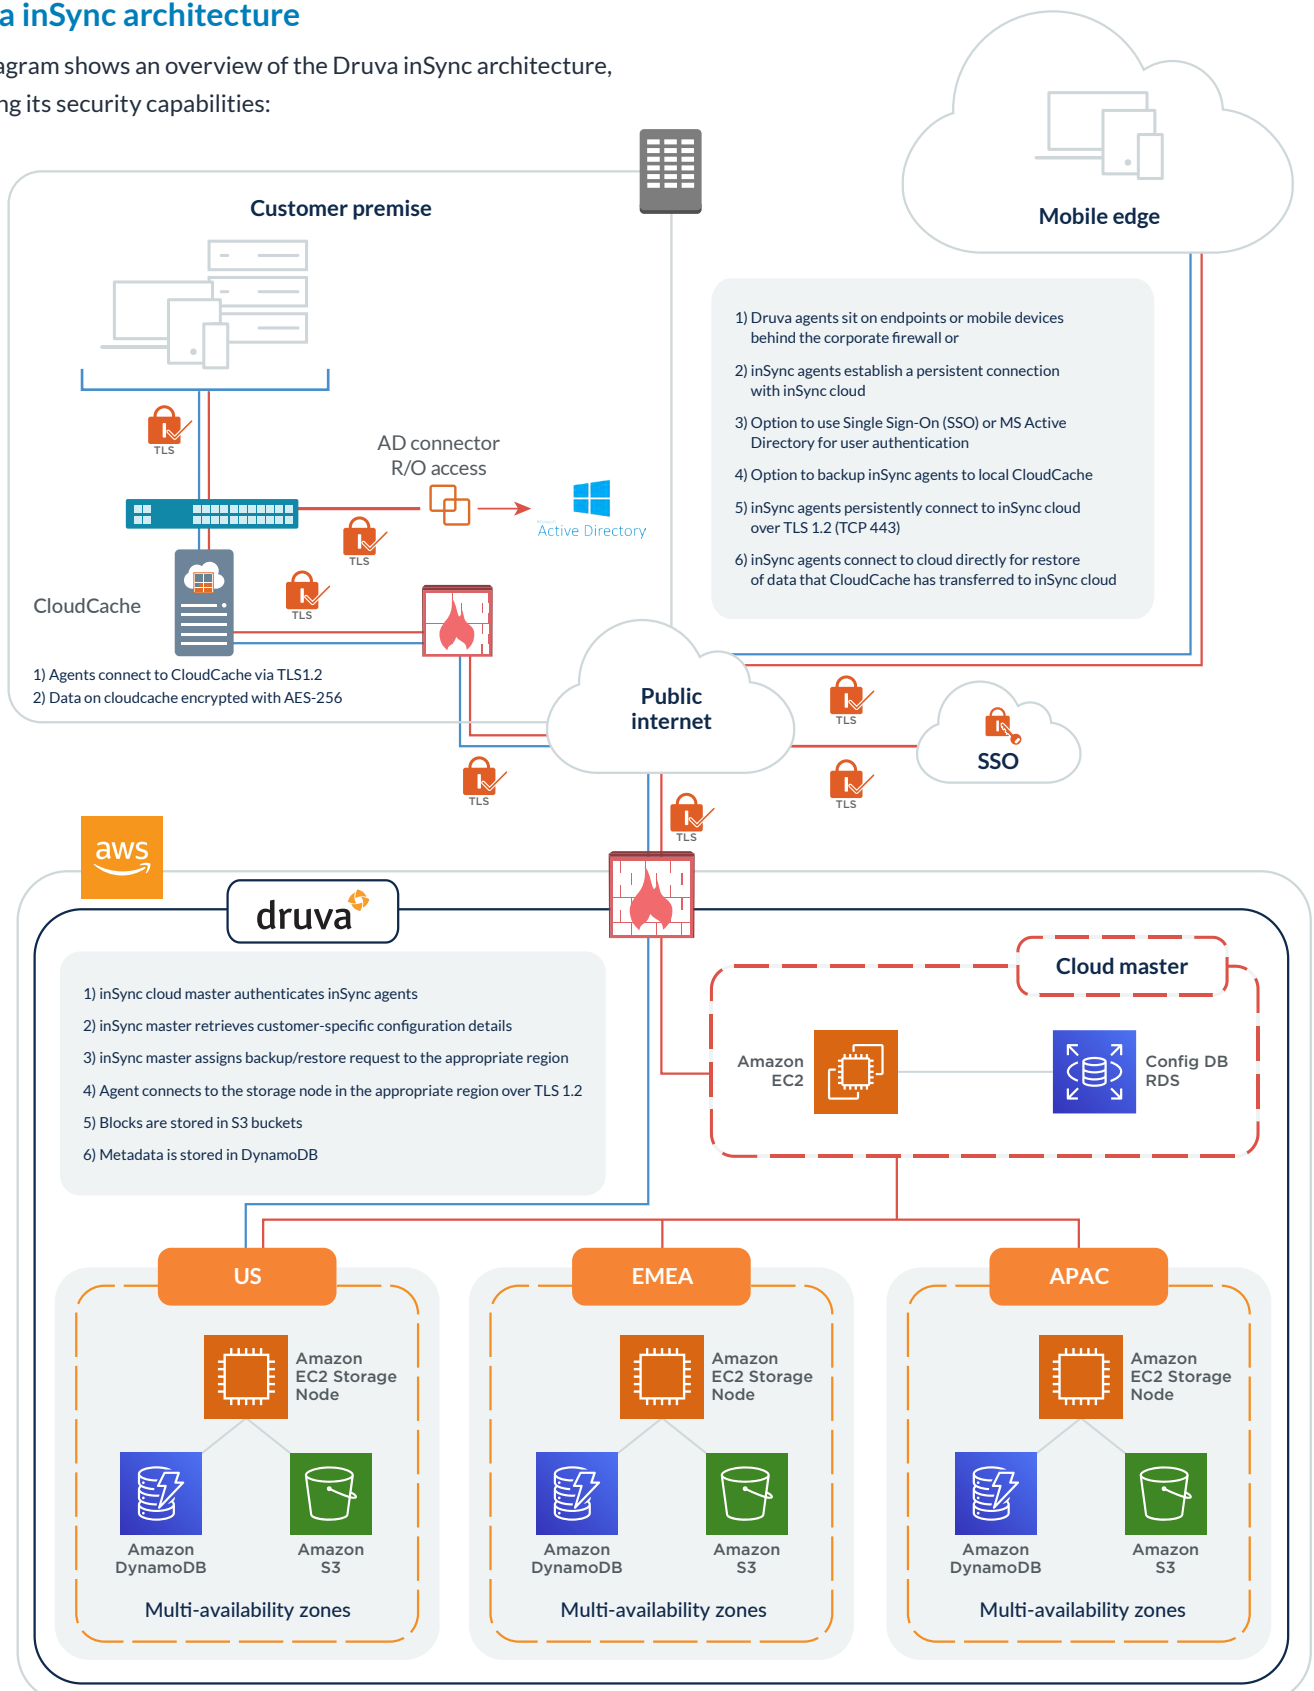 a inSync architecture
agram shows an overview of the Druva inSync architecture,
ng its security capabilities:
Customer premise
Mobile edge
1) Druva agents sit on endpoints or mobile devices
behind the corporate firewall or
2) inSync agents establish a persistent connection
with inSync cloud
3) Option to use Single Sign-On (SSO) or MS Active
Directory for user authentication
4) Option to backup inSync agents to local CloudCache
5) inSync agents persistently connect to inSync cloud
over TLS 1.2 (TCP 443)
6) inSync agents connect to cloud directly for restore
of data that CloudCache has transferred to inSync cloud
TLS
AD connector
R/O access
Active Directory
TLS
TLS
CloudCache
1) Agents connect to CloudCache via TLS1.2
2) Data on cloudcache encrypted with AES-256
Public
internet
TLS
SSO
TLS
TLS
TLS
aws
druva
1) inSync cloud master authenticates inSync agents
2) inSync master retrieves customer-specific configuration details
3) inSync master assigns backup/restore request to the appropriate region
4) Agent connects to the storage node in the appropriate region over TLS 1.2
5) Blocks are stored in S3 buckets
6) Metadata is stored in DynamoDB
Cloud master
Amazon
EC2
Config DB
RDS
US
Amazon
EC2 Storage
Node
Amazon
DynamoDB
Amazon
S3
Multi-availability zones
EMEA
Amazon
EC2 Storage
Node
Amazon
DynamoDB
Amazon
S3
Multi-availability zones
APAC
Amazon
EC2 Storage
Node
Amazon
DynamoDB
Amazon
S3
Multi-availability zones